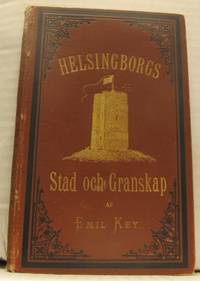 HELSINGBORGS
Stad och Granskap
AF
EMIL KEY.